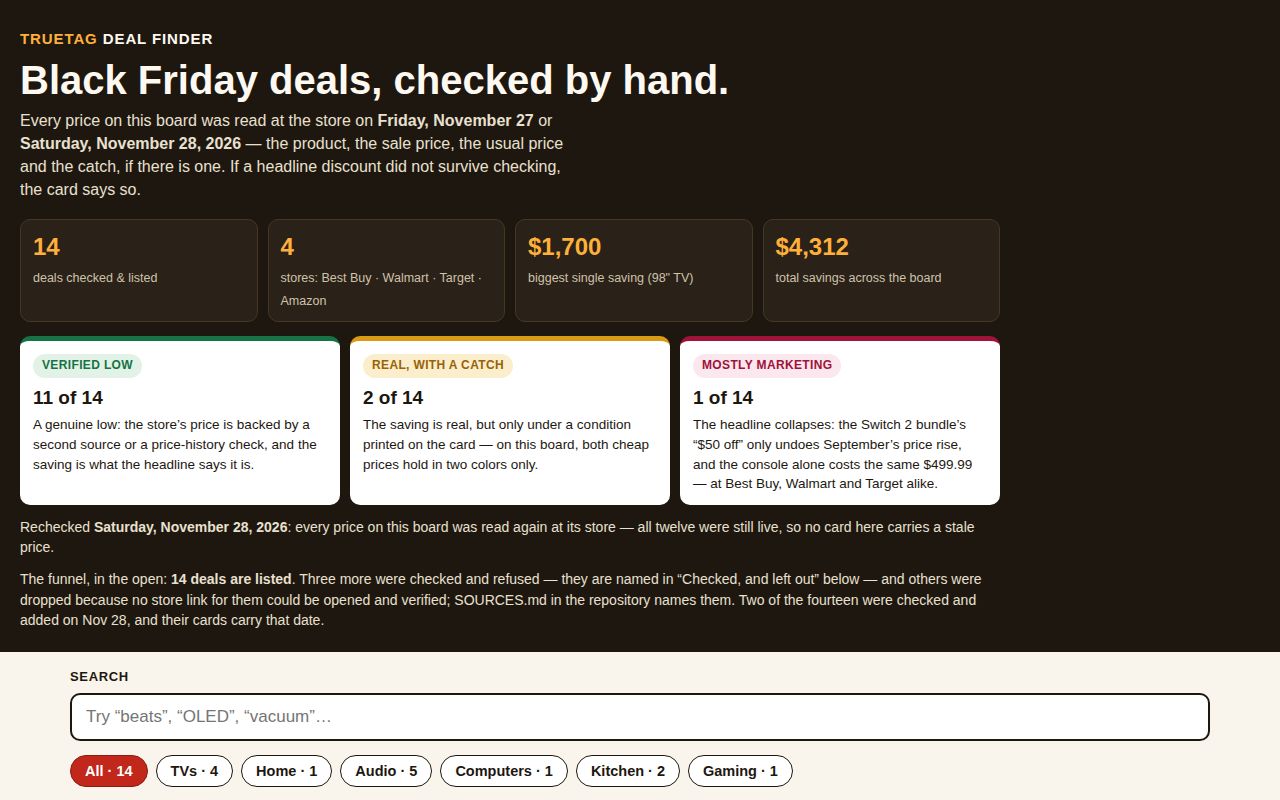 TRUETAG DEAL FINDER
Black Friday deals, checked by hand.
Every price on this board was read at the store on Friday, November 27 or
Saturday, November 28, 2026 — the product, the sale price, the usual price
and the catch, if there is one. If a headline discount did not survive checking,
the card says so.
14
deals checked & listed
4
stores: Best Buy · Walmart · Target ·
Amazon
$1,700
biggest single saving (98" TV)
$4,312
total savings across the board
VERIFIED LOW
11 of 14
A genuine low: the store’s price is backed by a
second source or a price-history check, and the
saving is what the headline says it is.
REAL, WITH A CATCH
2 of 14
The saving is real, but only under a condition
printed on the card — on this board, both cheap
prices hold in two colors only.
MOSTLY MARKETING
1 of 14
The headline collapses: the Switch 2 bundle’s
“$50 off” only undoes September’s price rise,
and the console alone costs the same $499.99
— at Best Buy, Walmart and Target alike.
Rechecked Saturday, November 28, 2026: every price on this board was read again at its store — all twelve were still live, so no card here carries a stale
price.
The funnel, in the open: 14 deals are listed. Three more were checked and refused — they are named in “Checked, and left out” below — and others were
dropped because no store link for them could be opened and verified; SOURCES.md in the repository names them. Two of the fourteen were checked and
added on Nov 28, and their cards carry that date.
SEARCH
Try “beats”, “OLED”, “vacuum”…
All · 14
TVs · 4
Home · 1
Audio · 5
Computers · 1
Kitchen · 2
Gaming · 1